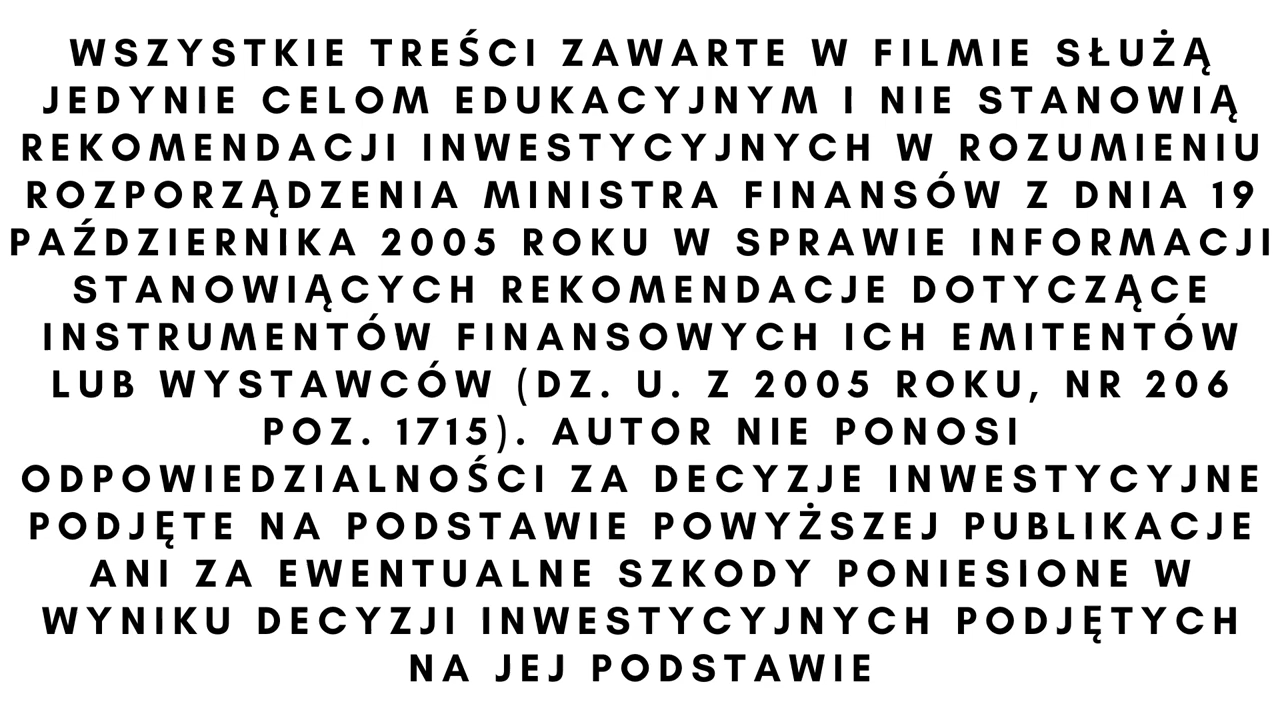 WSZYSTKIE TREŚCI ZAWARTE W FILMIE SŁUŻĄ
JEDYNIE CELOM EDUKACYJNYM I NIE STANOWIĄ
REKOMENDACJI INWESTYCYJNYCH W ROZUMIENIU
ROZPORZĄDZENIA MINISTRA FINANSÓW Z DNIA 19
PAŹDZIERNIKA 2005 ROKU W SPRAWIE INFORMACJI
STANOWIĄCYCH REKOMENDACJE DOTYCZĄCE
INSTRUMENTÓW FINANSOWYCH ICH EMITENTÓW
LUB WYSTAWCÓW (DZ. U. Z 2005 ROKU, NR 206
POZ. 1715). AUTOR NIE PONOSI
ODPOWIEDZIALNOŚCI ZA DECYZJE INWESTYCYJNE
PODJĘTE NA PODSTAWIE POWYŻSZEJ PUBLIKACJE
ANI ZA EWENTUALNE SZKODY PONIESIONE W
WYNIKU DECYZJI INWESTYCYJNYCH PODJĘTYCH
NA JEJ PODSTAWIE